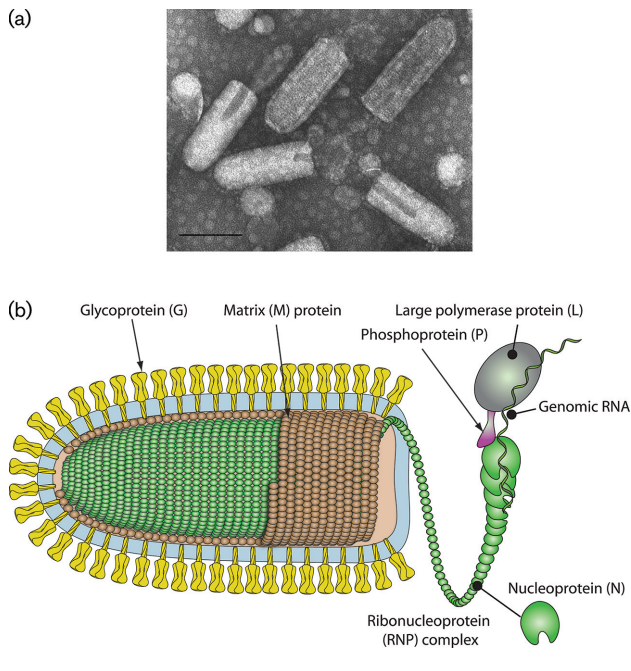 (a)
(b)
Glycoprotein (G)
Matrix (M) protein
Large polymerase protein (L)
Phosphoprotein (P)
Genomic RNA
Nucleoprotein (N)
Ribonucleoprotein
(RNP) complex